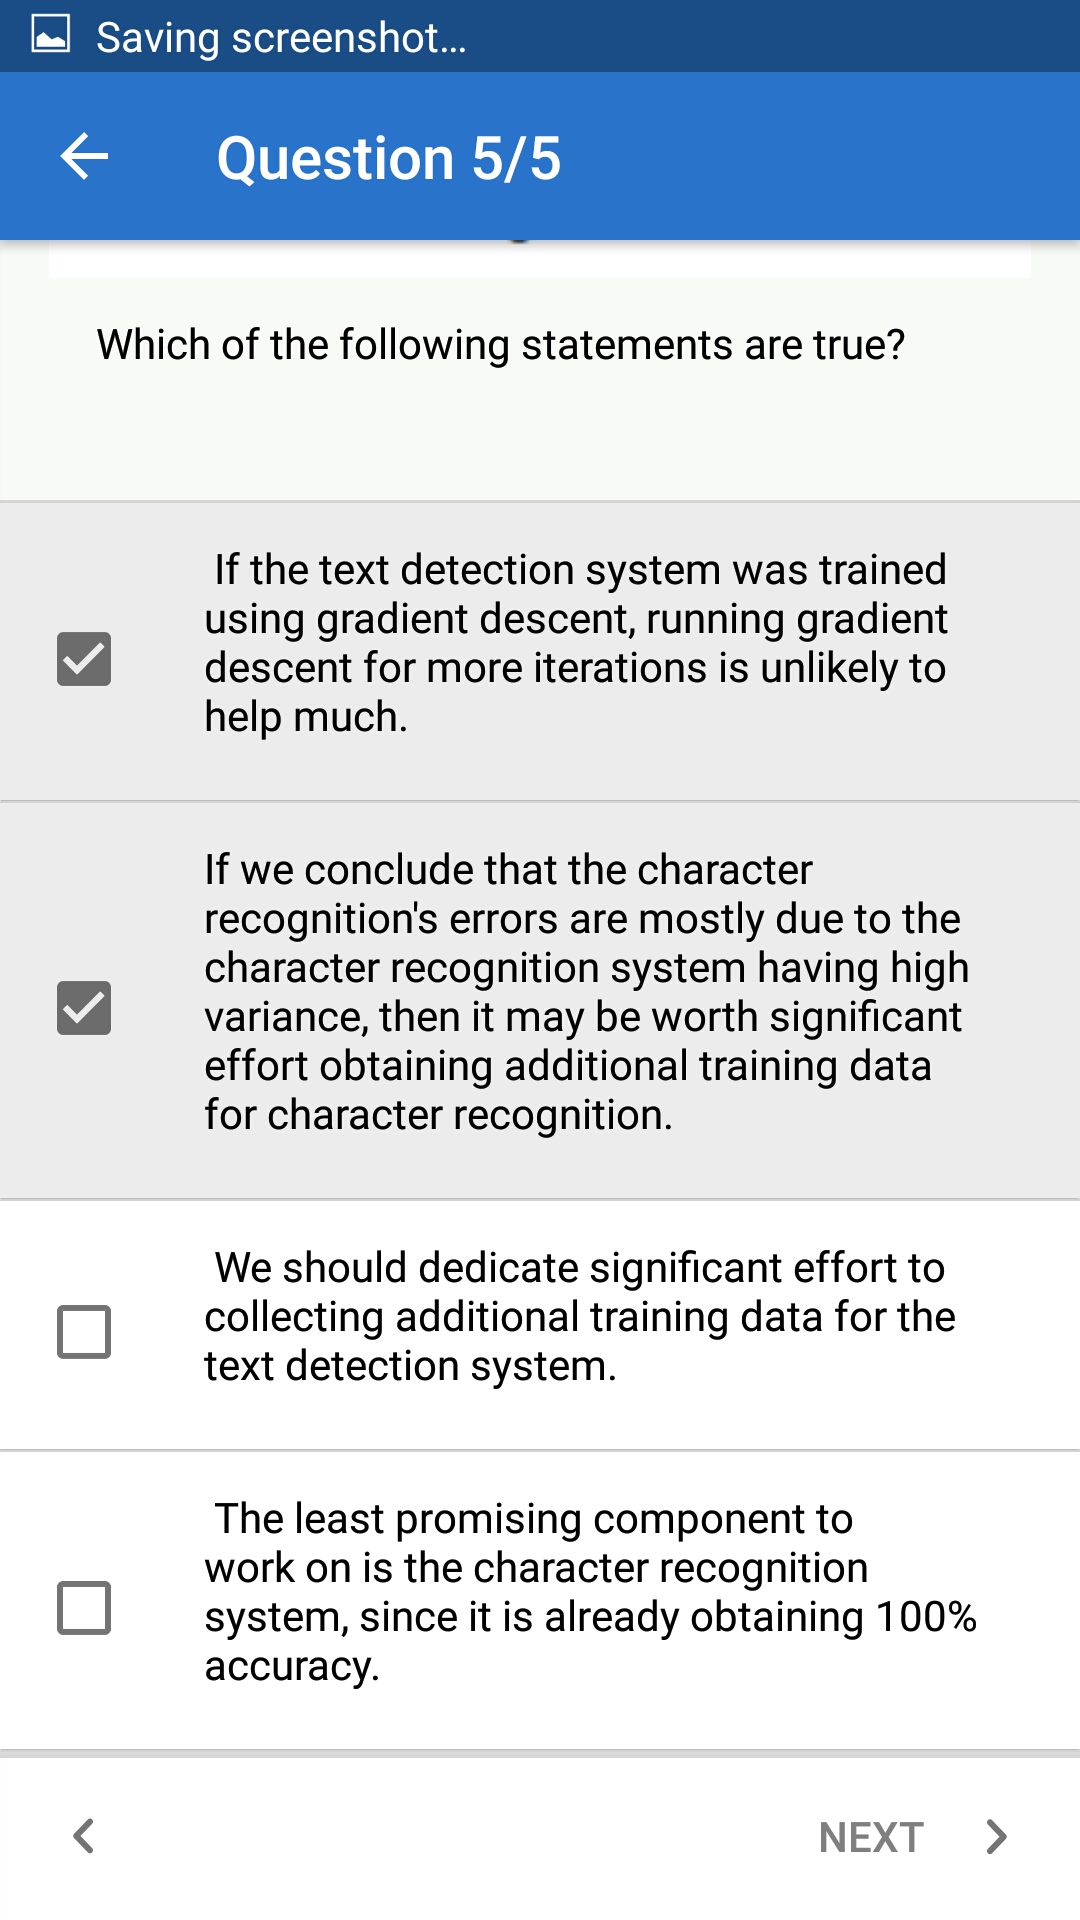 Saving screenshot...
Question 5/5
Which of the following statements are true?
If the text detection system was trained
using gradient descent, running gradient
descent for more iterations is unlikely to
help much.
If we conclude that the character
recognition's errors are mostly due to the
character recognition system having high
variance, then it may be worth significant
effort obtaining additional training data
for character recognition.
We should dedicate significant effort to
collecting additional training data for the
text detection system.
The least promising component to
work on is the character recognition
system, since it is already obtaining 100%
accuracy.
NEXT